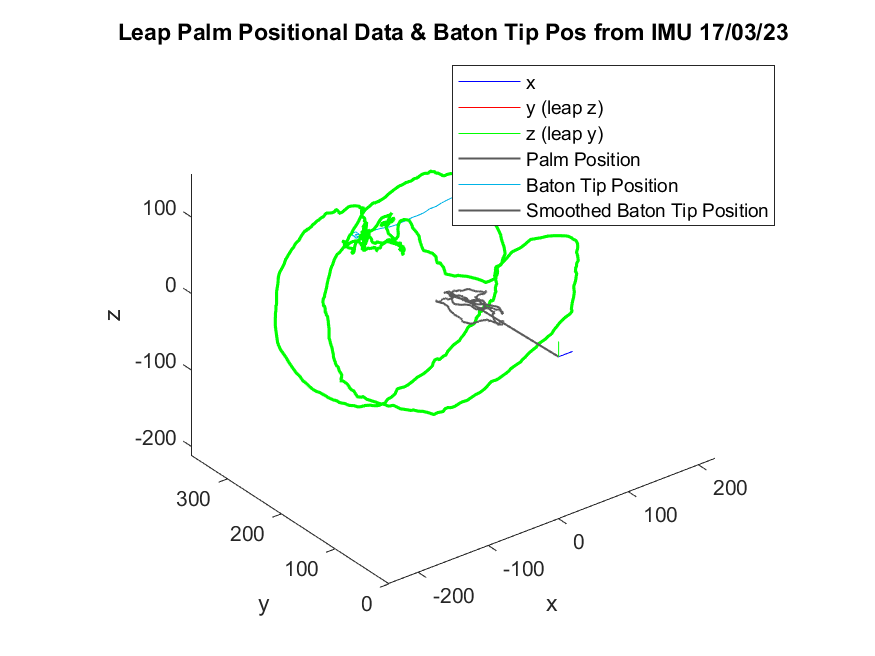 Leap Palm Positional Data & Baton Tip Pos from IMU 17/03/23
x
y (leap z)
z (leap y)
Palm Position
Baton Tip Position
Smoothed Baton Tip Position
100
0
-100
-200
z
300
200
100
0
y
-200
-100
0
100
200
x